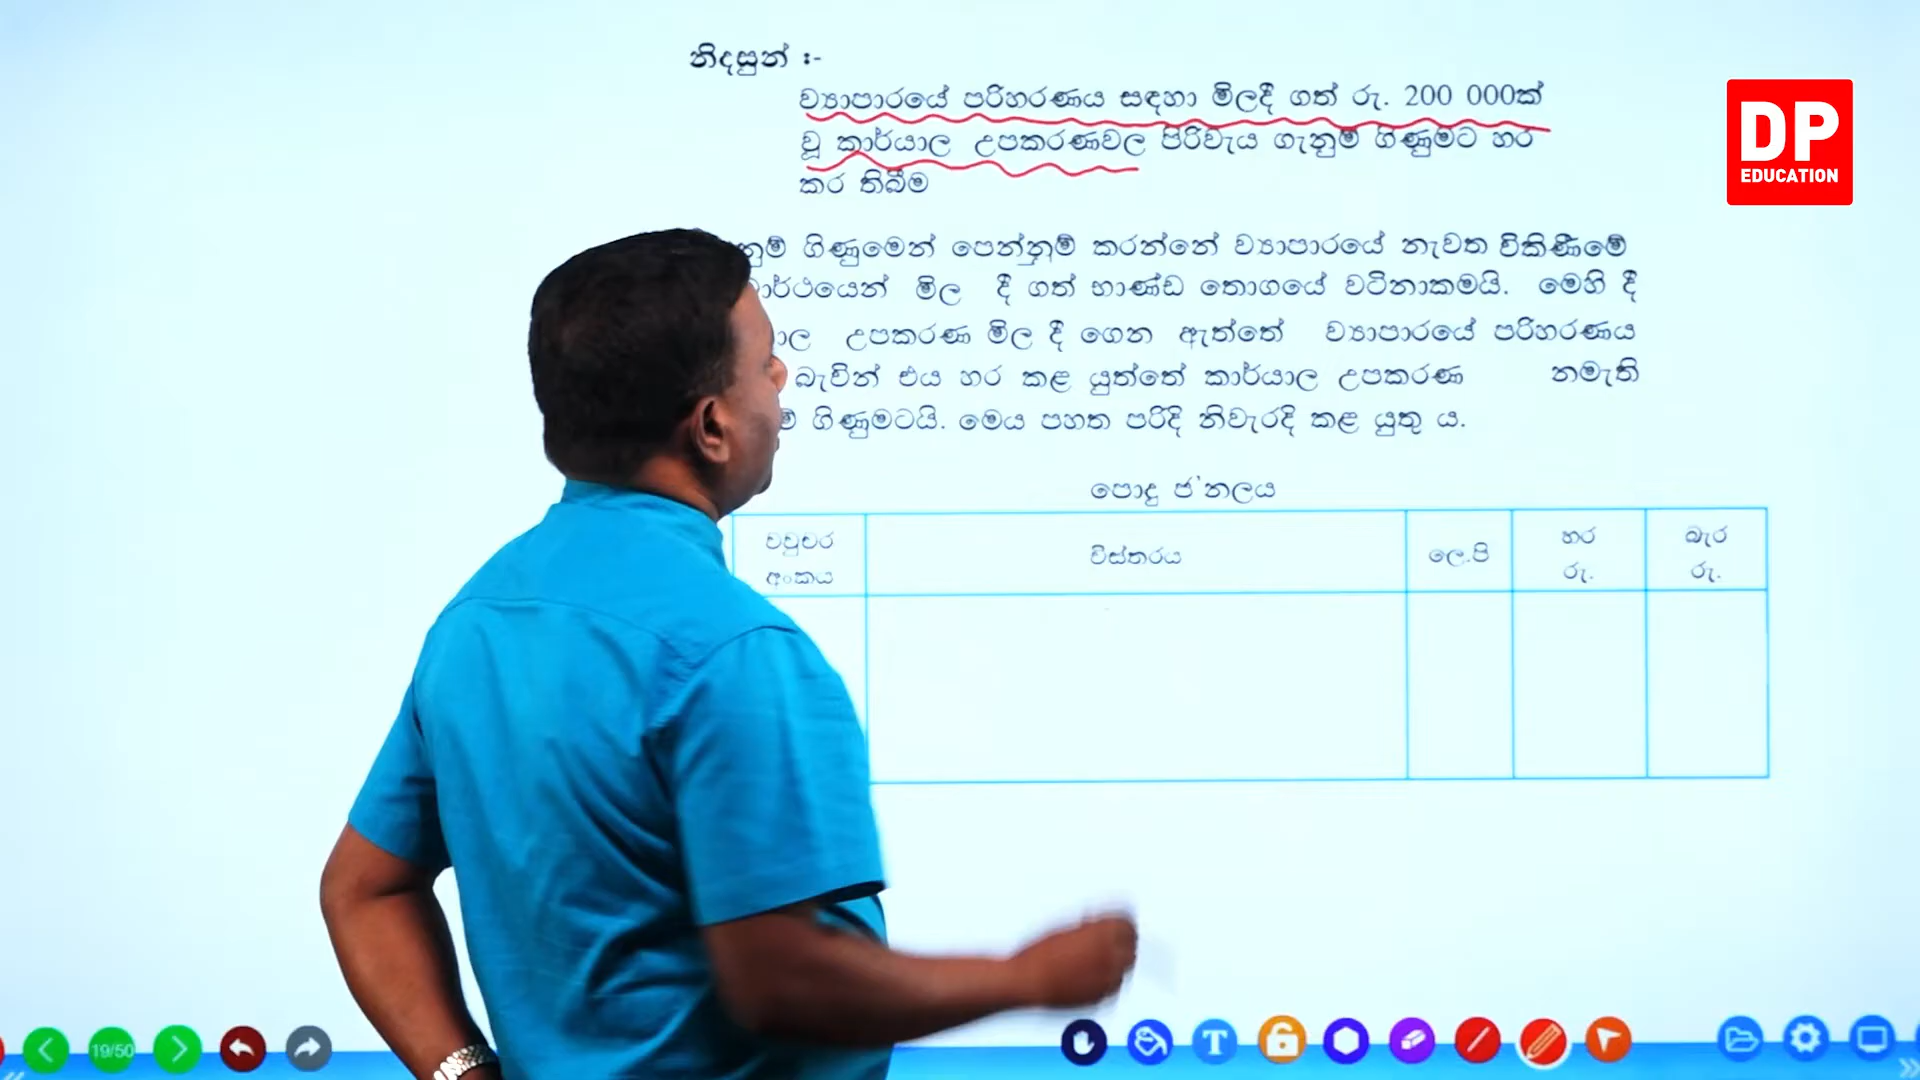 නිදසුන් :-
ව්‍යාපාරයේ පරිහරණය සඳහා මිලදී ගත් රු. 200 000ක්
වූ කාර්යාල උපකරණවල පිරිවැය ගැනුම් ගිණුමට හර
කර තිබීම
ගිණුමෙන් පෙන්නුම් කරන්නේ ව්‍යාපාරයේ නැවත විකිණීමේ
මිල දී ගත් භාණ්ඩ තොගයේ වටිනාකමයි. මෙහි දී
උපකරණ මිල දී ගෙන ඇත්තේ ව්‍යාපාරයේ පරිහරණය
බැවින් එය හර කළ යුත්තේ කාර්යාල උපකරණ නමැති
ගිණුමටයි. මෙය පහත පරිදි නිවැරදි කළ යුතු ය.
පොදු ජ'නලය
වවුචර අංකය විස්තරය ලෙ.පි හර රු. බැර රු.
DP
EDUCATION
19/50
T